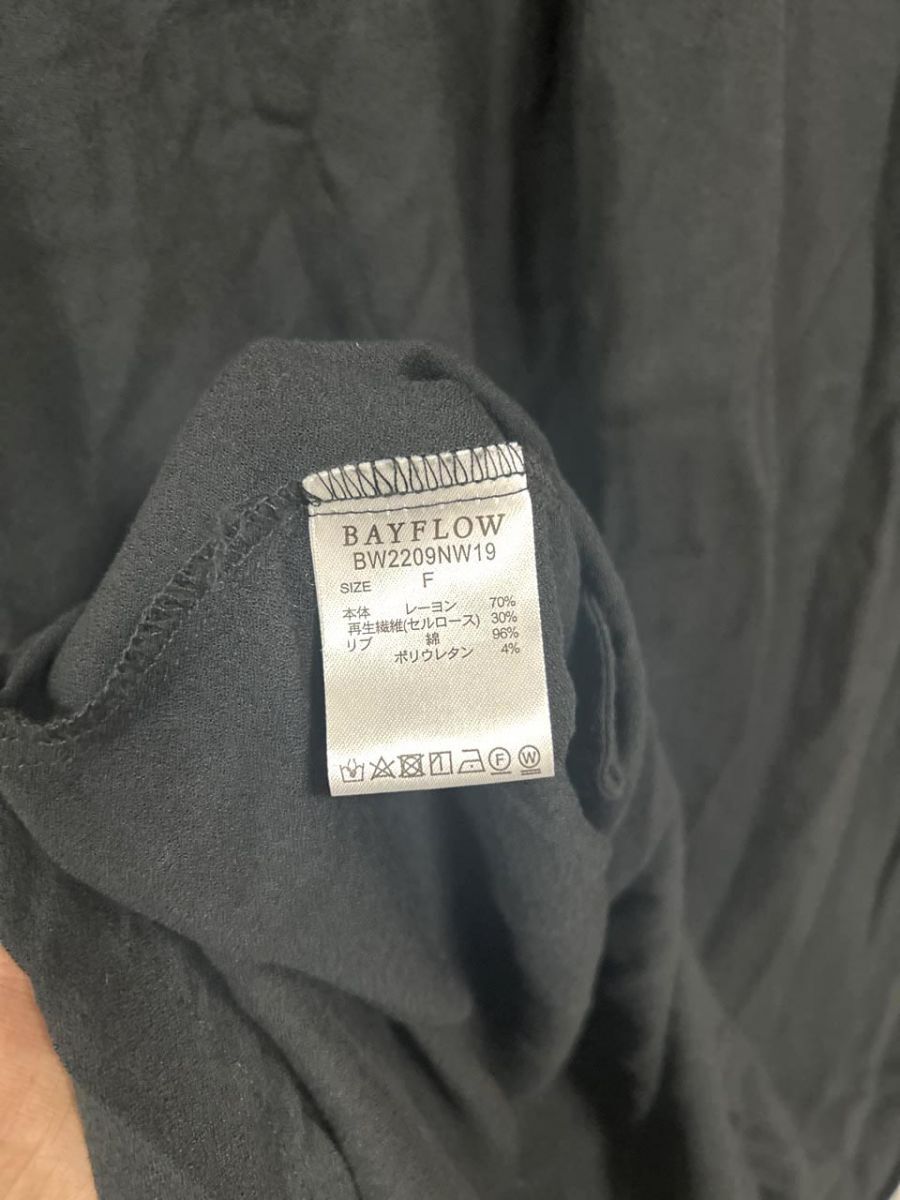 BAYFLOW
BW2209NW19
SIZE F
本体 レーヨン 70%
再生繊維(セルロース) 30%
リブ 綿 96%
ポリウレタン 4%
F W